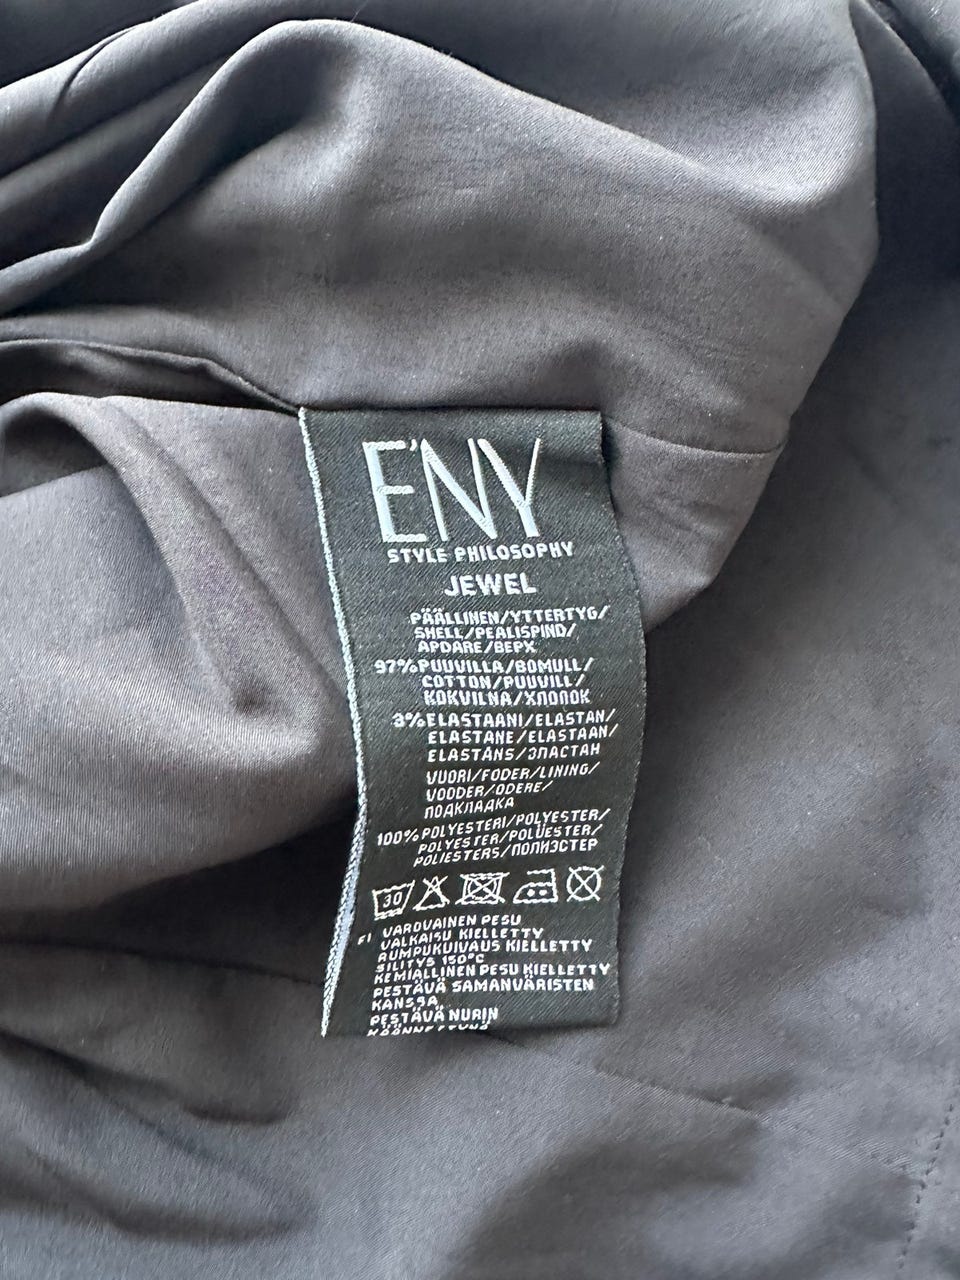 E'NY
STYLE PHILOSOPHY
JEWEL
PÄÄLLINEN/YTTERTYG/
SHELL/PEALISPIND/
APDARE/ВЕРХ
97%PUUVILLA/BOMULL/
COTTON/PUUVILL/
KOKVILNA/ХЛОПОК
3%ELASTAANI/ELASTAN/
ELASTANE/ELASTAAN/
ELASTĀNS/ЭЛАСТАН
VUORI/FODER/LINING/
VODDER/ODERE/
ПОДКЛАДКА
100%POLYESTERI/POLYESTER/
POLYESTER/POLÜESTER/
POLIESTERS/ПОЛИЭСТЕР
30
FI VAROVAINEN PESU
VALKAISU KIELLETTY
RUMPUKUIVAUS KIELLETTY
SILITYS 150°C
KEMIALLINEN PESU KIELLETTY
PESTÄVÄ SAMANVÄRISTEN
KANSSA
PESTÄVÄ NURIN
KÄÄNNETTYNÄ